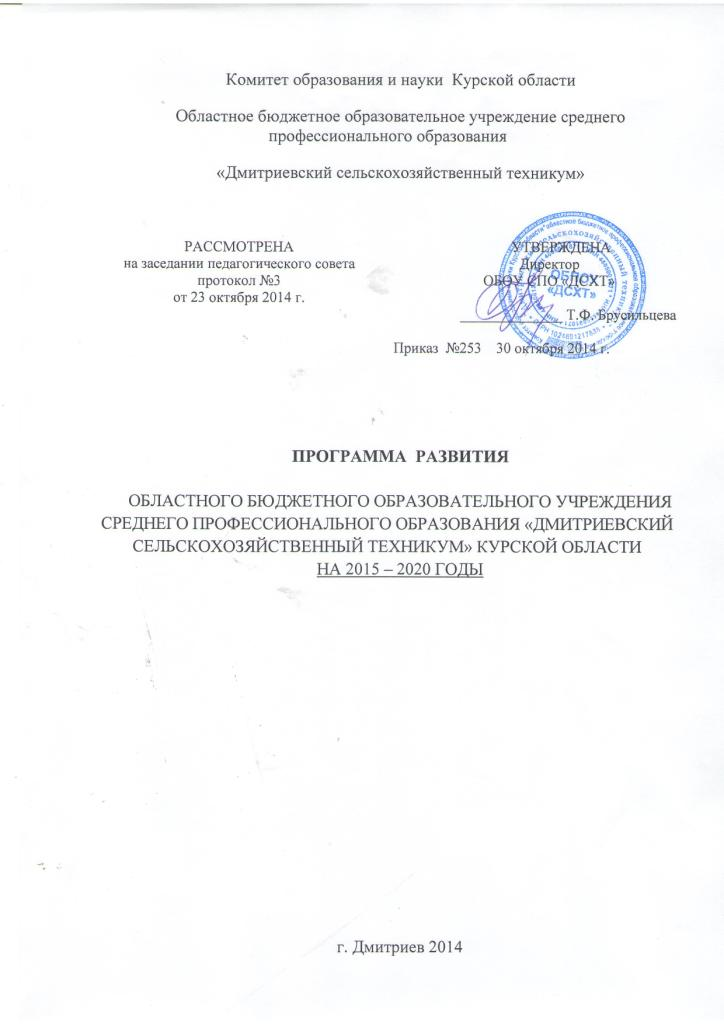 Комитет образования и науки Курской области
Областное бюджетное образовательное учреждение среднего
профессионального образования
«Дмитриевский сельскохозяйственный техникум»
РАССМОТРЕНА
на заседании педагогического совета
протокол №3
от 23 октября 2014 г.
УТВЕРЖДЕНА
Директор
ОБОУ СПО «ДСХТ»
Т.Ф. Брусильцева
Приказ №253 30 октября 2014 г.
«ДСХТ»
ПРОГРАММА РАЗВИТИЯ
ОБЛАСТНОГО БЮДЖЕТНОГО ОБРАЗОВАТЕЛЬНОГО УЧРЕЖДЕНИЯ
СРЕДНЕГО ПРОФЕССИОНАЛЬНОГО ОБРАЗОВАНИЯ «ДМИТРИЕВСКИЙ
СЕЛЬСКОХОЗЯЙСТВЕННЫЙ ТЕХНИКУМ» КУРСКОЙ ОБЛАСТИ
НА 2015 – 2020 ГОДЫ
г. Дмитриев 2014